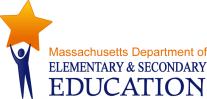 Massachusetts Department of
ELEMENTARY & SECONDARY
EDUCATION